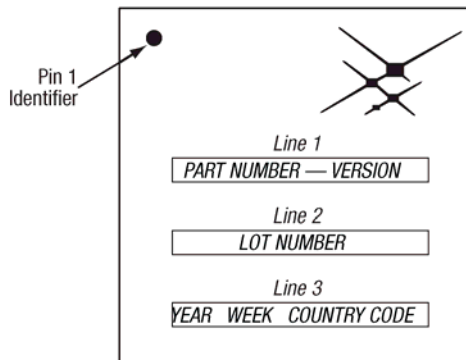 Pin 1
Identifier
Line 1
PART NUMBER — VERSION
Line 2
LOT NUMBER
Line 3
YEAR WEEK COUNTRY CODE